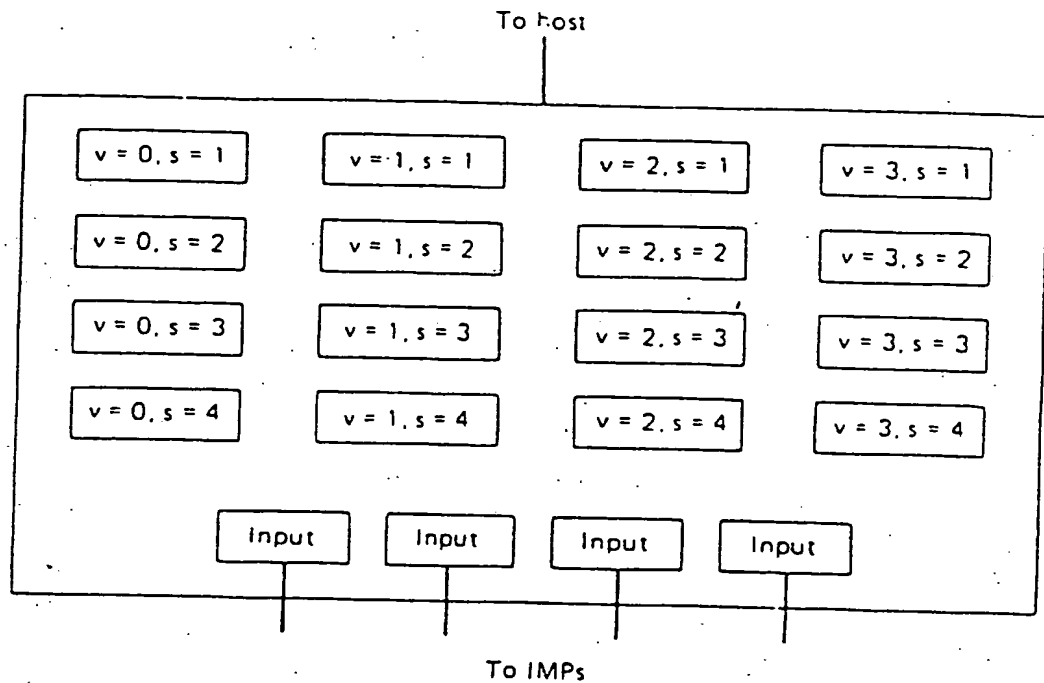 To host
v = 0, s = 1
v = 1, s = 1
v = 2, s = 1
v = 3, s = 1
v = 0, s = 2
v = 1, s = 2
v = 2, s = 2
v = 3, s = 2
v = 0, s = 3
v = 1, s = 3
v = 2, s = 3
v = 3, s = 3
v = 0, s = 4
v = 1, s = 4
v = 2, s = 4
v = 3, s = 4
Input
Input
Input
Input
To IMPs